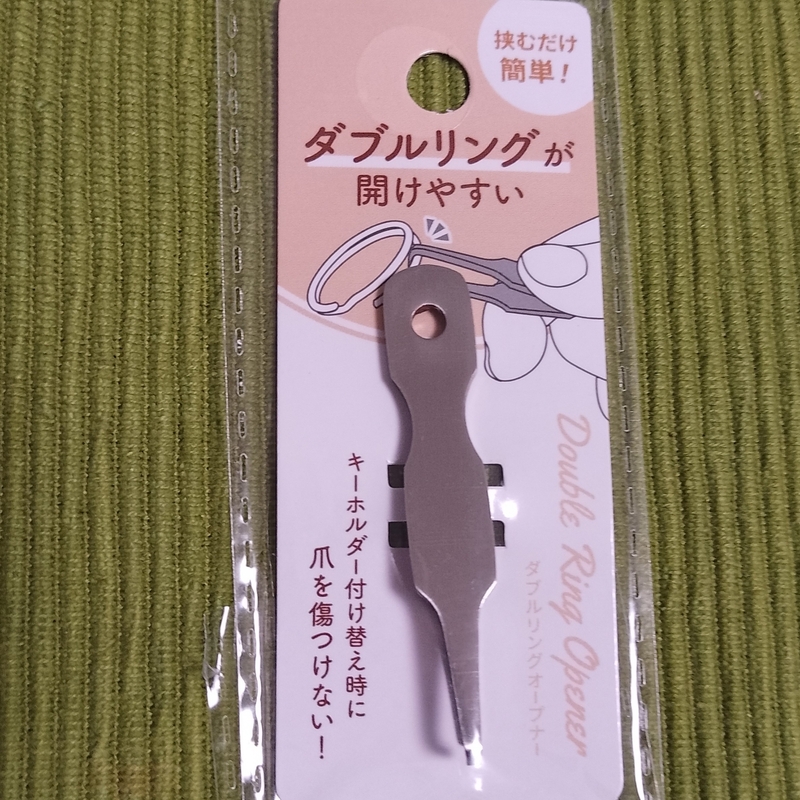 挟むだけ
簡単！
ダブルリングが
開けやすい
キーホルダー付け替え時に
爪を傷つけない！
Double Ring Opener
ダブルリングオープナー